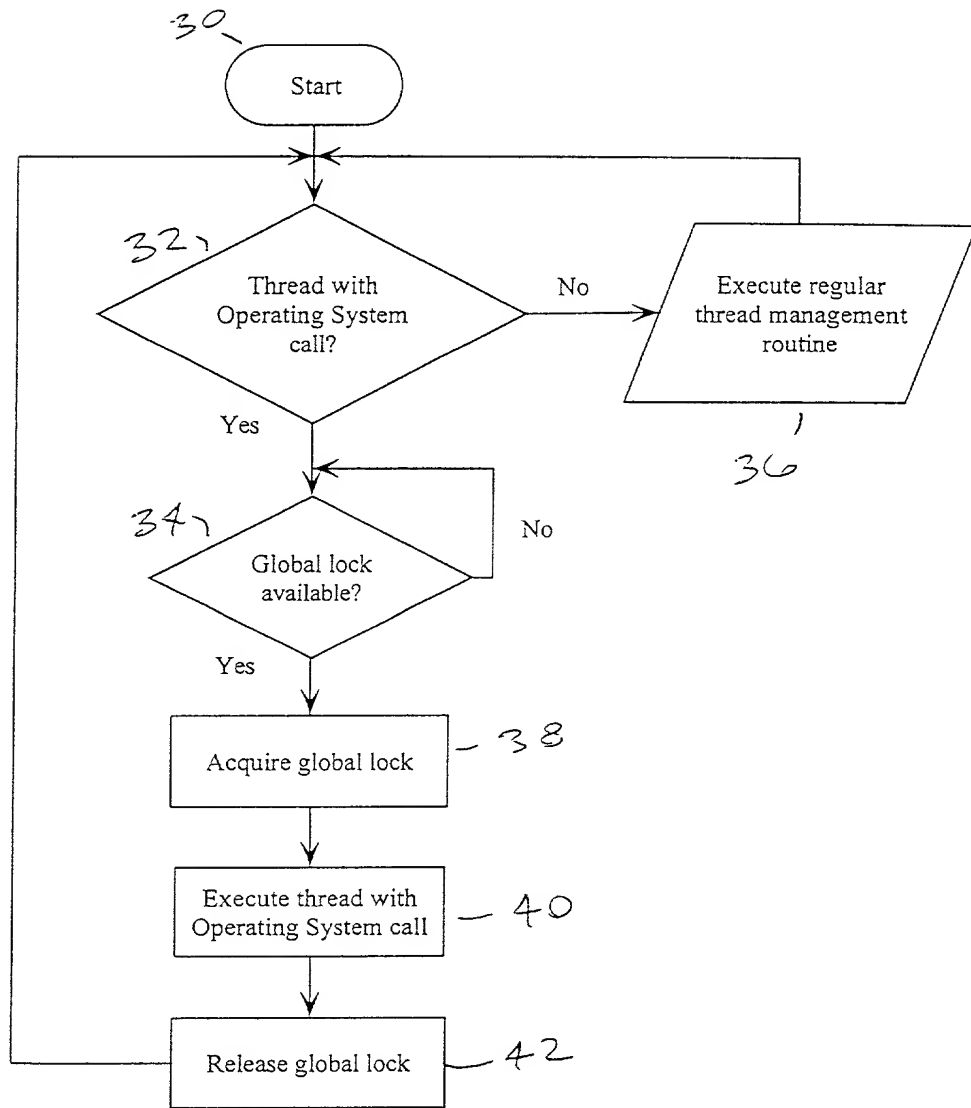 30
Start
32
Thread with
Operating System
call?
No
Execute regular
thread management
routine
Yes
36
34
No
Global lock
available?
Yes
Acquire global lock
38
Execute thread with
Operating System call
40
Release global lock
42